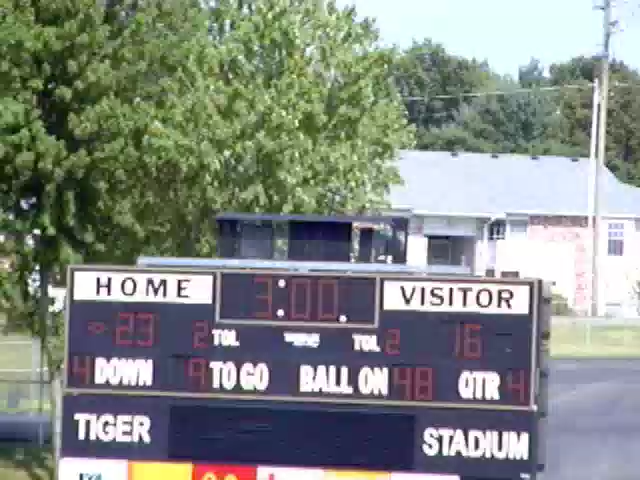 HOME 3:00 VISITOR
23 2 TOL TOL 2 16
4 DOWN 9 TO GO BALL ON 48 QTR 4
TIGER STADIUM